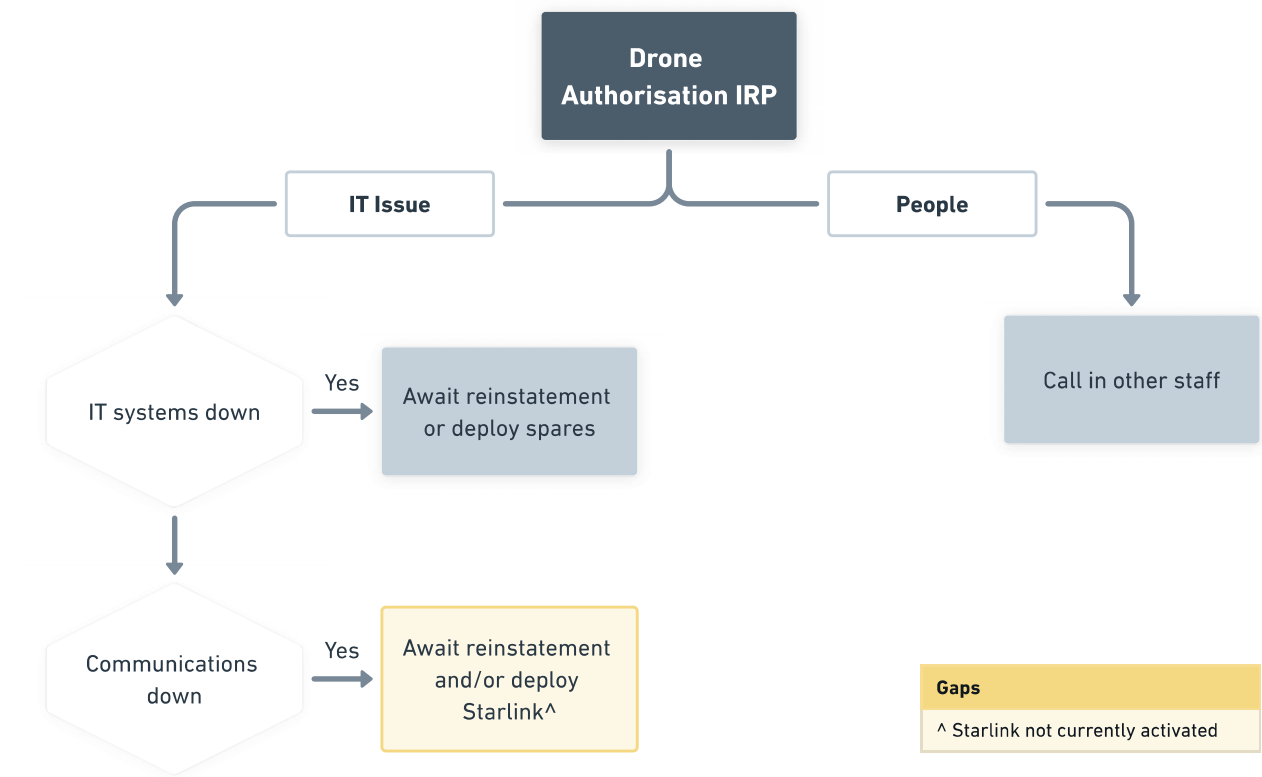 Drone
Authorisation IRP
IT Issue
People
IT systems down
Yes
Await reinstatement
or deploy spares
Call in other staff
Communications
down
Yes
Await reinstatement
and/or deploy
Starlink^
Gaps
^ Starlink not currently activated